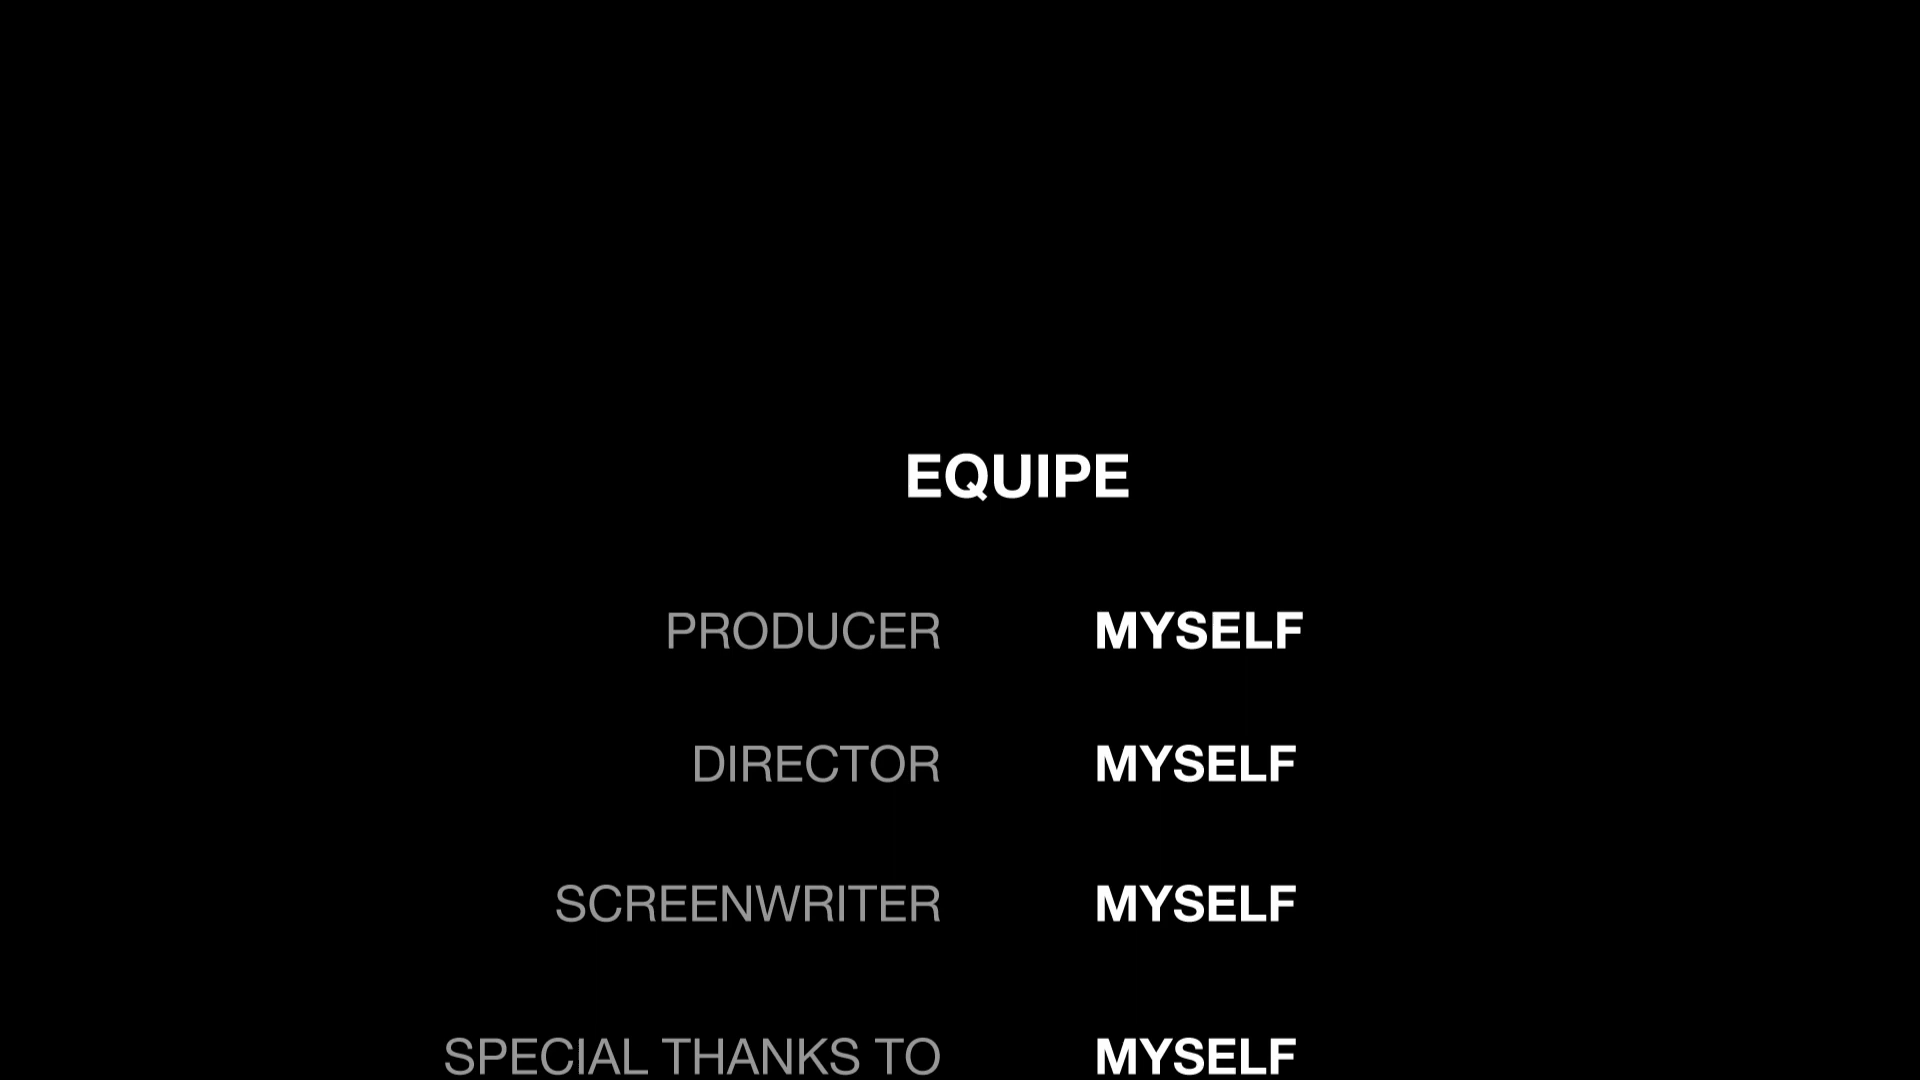 EQUIPE
PRODUCER MYSELF
DIRECTOR MYSELF
SCREENWRITER MYSELF
SPECIAL THANKS TO MYSELF